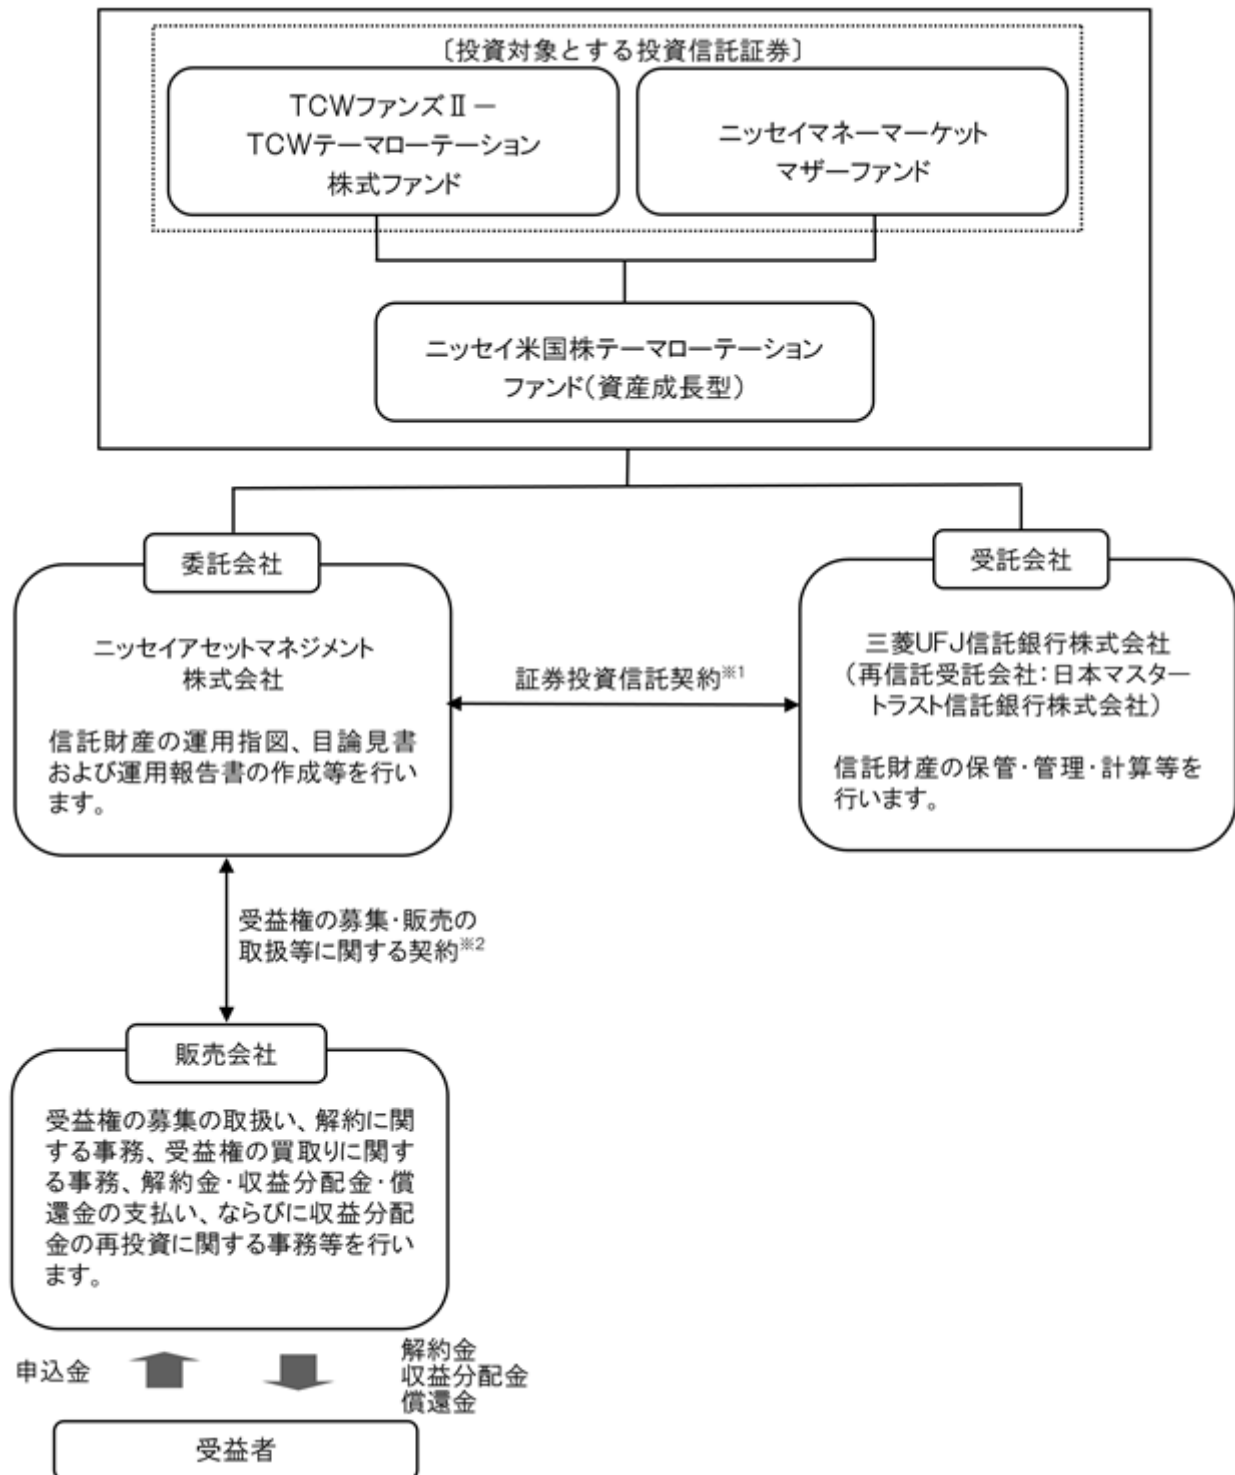 〔投資対象とする投資信託証券〕
TCWファンズⅡ－
TCWテーマローテーション
株式ファンド
ニッセイマネーマーケット
マザーファンド
ニッセイ米国株テーマローテーション
ファンド(資産成長型)
委託会社
ニッセイアセットマネジメント
株式会社
信託財産の運用指図、目論見書
および運用報告書の作成等を行い
ます。
証券投資信託契約※1
受託会社
三菱UFJ信託銀行株式会社
(再信託受託会社:日本マスター
トラスト信託銀行株式会社)
信託財産の保管・管理・計算等を
行います。
受益権の募集・販売の
取扱等に関する契約※2
販売会社
受益権の募集の取扱い、解約に関
する事務、受益権の買取りに関す
る事務、解約金・収益分配金・償
還金の支払い、ならびに収益分配
金の再投資に関する事務等を行い
ます。
申込金
解約金
収益分配金
償還金
受益者